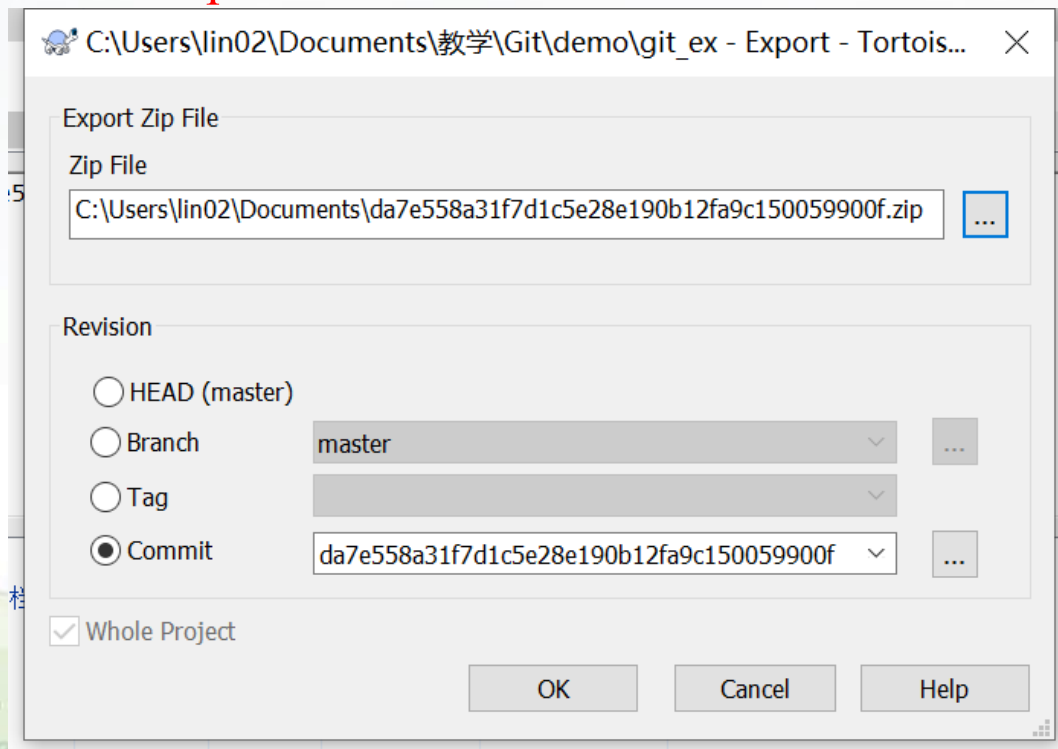 C:\Users\lin02\Documents\教学\Git\demo\git_ex - Export - Tortois...
Export Zip File
Zip File
C:\Users\lin02\Documents\da7e558a31f7d1c5e28e190b12fa9c150059900f.zip
...
Revision
HEAD (master)
Branch
master
...
Tag
Commit
da7e558a31f7d1c5e28e190b12fa9c150059900f
...
Whole Project
OK
Cancel
Help